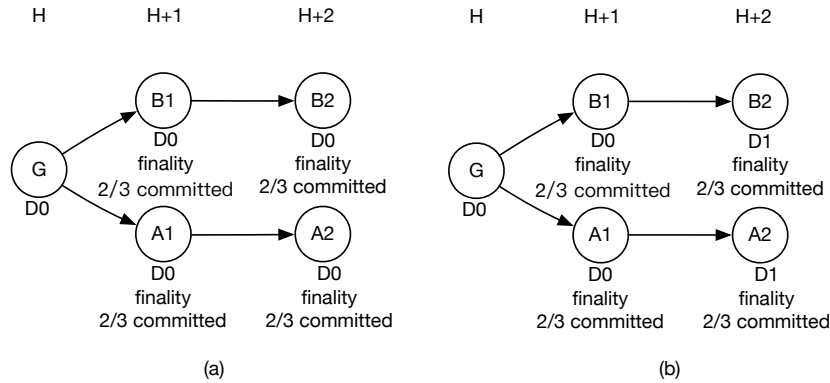 H H+1 H+2 H H+1 H+2
B1 B2 B1 B2
D0 D0 D0 D1
finality finality finality finality
G 2/3 committed 2/3 committed G 2/3 committed 2/3 committed
D0 D0
A1 A2 A1 A2
D0 D0 D0 D1
finality finality finality finality
2/3 committed 2/3 committed 2/3 committed 2/3 committed
(a) (b)